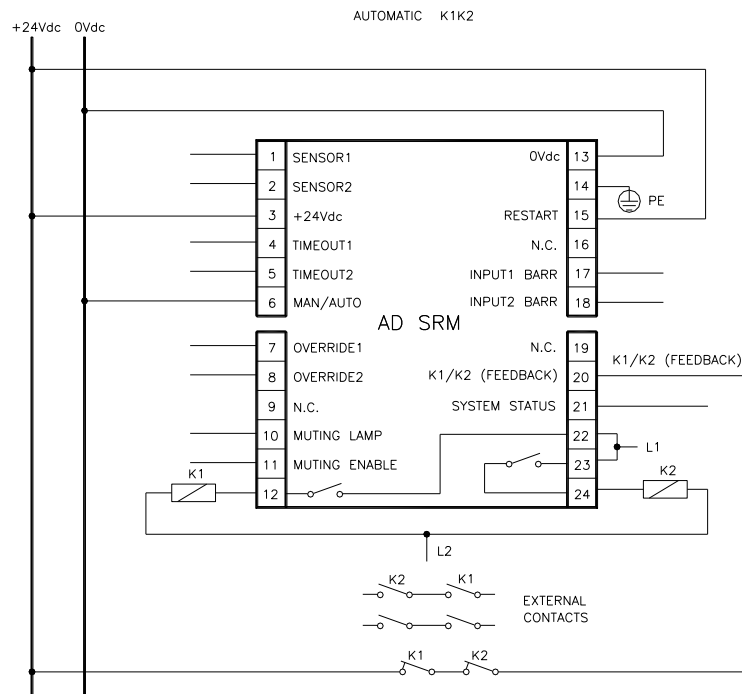 AUTOMATIC K1K2
+24Vdc 0Vdc
1 SENSOR1 0Vdc 13
2 SENSOR2 14 PE
3 +24Vdc RESTART 15
4 TIMEOUT1 N.C. 16
5 TIMEOUT2 INPUT1 BARR 17
6 MAN/AUTO INPUT2 BARR 18
AD SRM
7 OVERRIDE1 N.C. 19
K1/K2 (FEEDBACK)
8 OVERRIDE2 K1/K2 (FEEDBACK) 20
9 N.C. SYSTEM STATUS 21
10 MUTING LAMP 22
L1
11 MUTING ENABLE 23
K1 K2
12 24
L2
K2 K1
EXTERNAL
CONTACTS
K1 K2